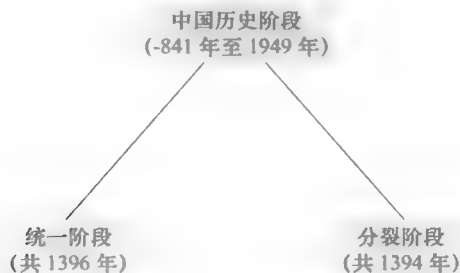 中国历史阶段
(-841 年至 1949 年)
统一阶段
(共 1396 年)
分裂阶段
(共 1394 年)